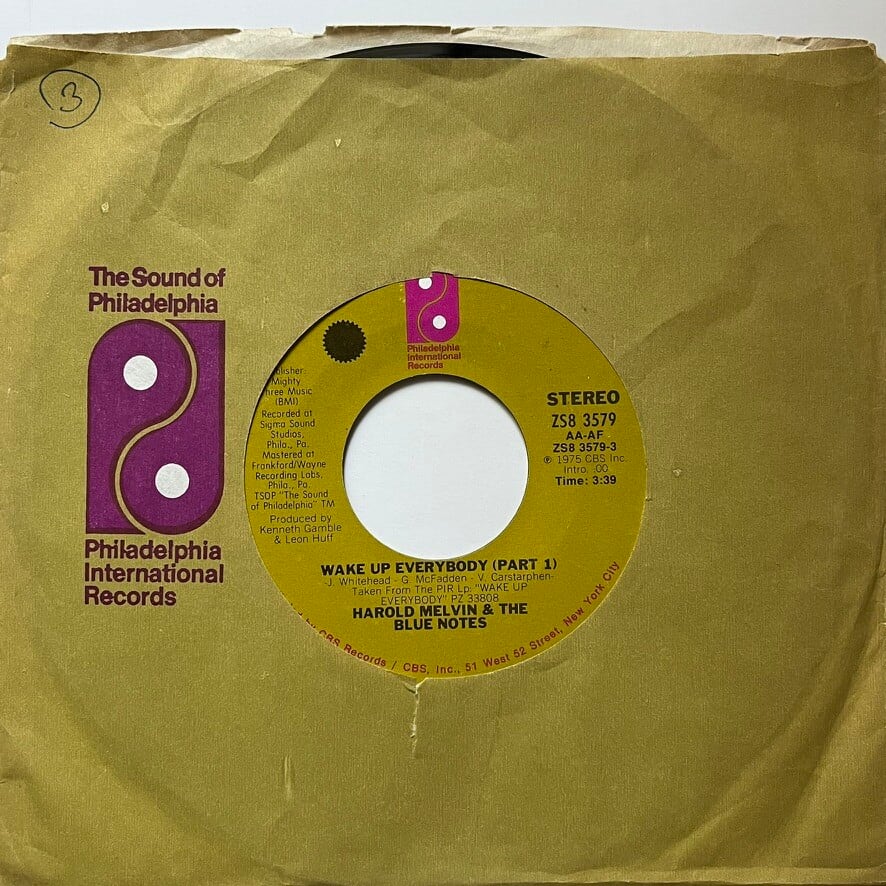 3
The Sound of
Philadelphia
Philadelphia
International
Records
Philadelphia
International
Records
Mighty
Three Music
(BMI)
Recorded at
Sigma Sound
Studios,
Phila., Pa.
Mastered at
Frankford/Wayne
Recording Labs,
Phila., Pa.
TSOP "The Sound
of Philadelphia" TM
Produced by
Kenneth Gamble
& Leon Huff
STEREO
ZS8 3579
AA-AF
ZS8 3579-3
℗ 1975 CBS Inc.
Intro. :00
Time: 3:39
WAKE UP EVERYBODY (PART 1)
-J. Whitehead - G. McFadden - V. Carstarphen-
Taken From The PIR Lp: "WAKE UP
EVERYBODY" PZ 33808
HAROLD MELVIN & THE
BLUE NOTES
by CBS Records / CBS, Inc., 51 West 52 Street, New York City